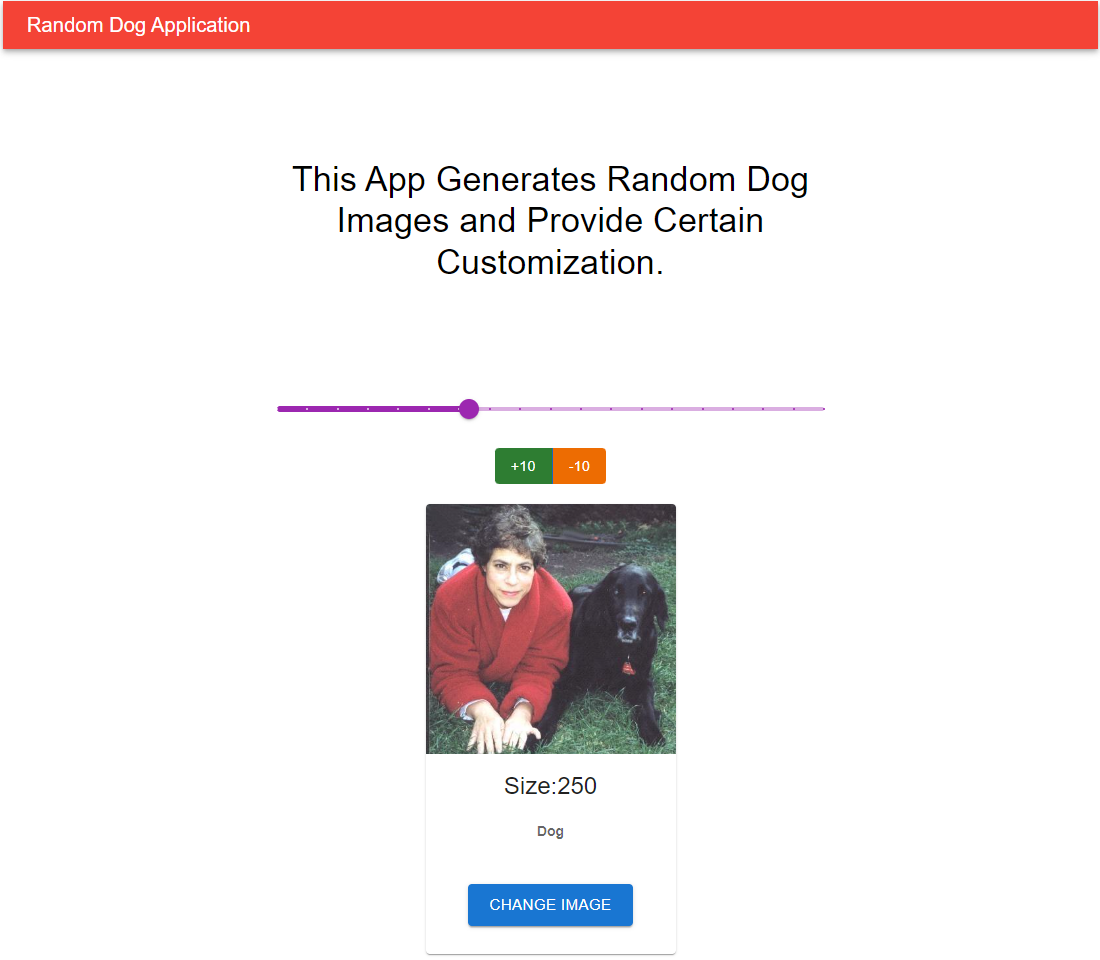 Random Dog Application
This App Generates Random Dog
Images and Provide Certain
Customization.
+10 -10
Size:250
Dog
CHANGE IMAGE